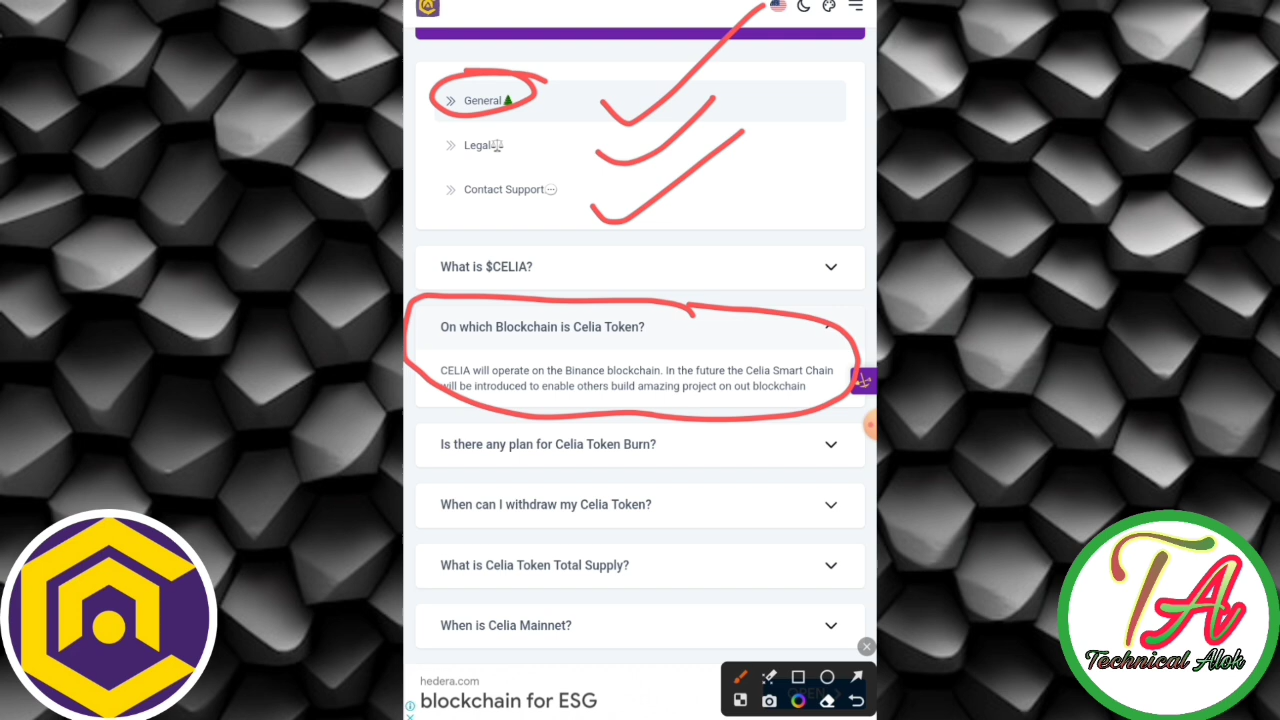 General
Legal
Contact Support
What is $CELIA?
On which Blockchain is Celia Token?
CELIA will operate on the Binance blockchain. In the future the Celia Smart Chain
will be introduced to enable others build amazing project on out blockchain
Is there any plan for Celia Token Burn?
When can I withdraw my Celia Token?
What is Celia Token Total Supply?
When is Celia Mainnet?
hedera.com
blockchain for ESG
OPEN
TA
Technical Alok